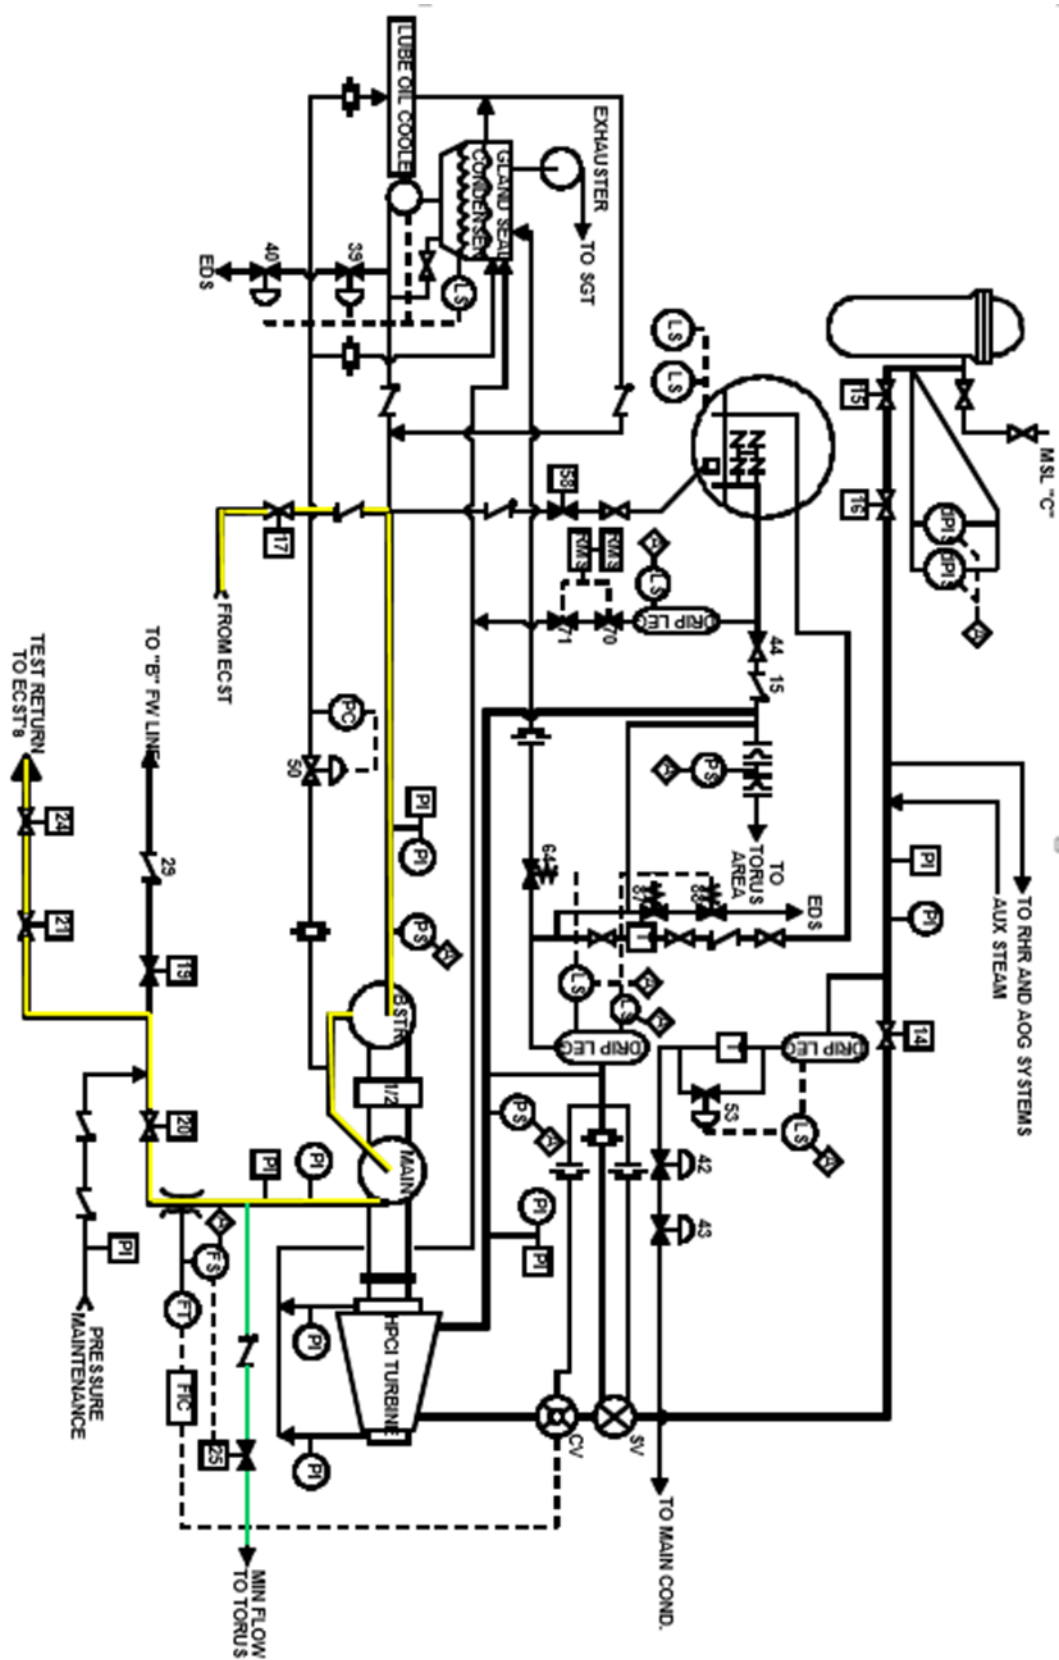 LUBE OIL COOLE
GLAND SEAL
CONDENSER
EXHAUSTER
TO SGT
40
39
EDS
LS
LS
LS
15
16
MSL "C"
dPIS
dPIS
A
58
17
RMS
RMS
A
LS
DRIP LEG
71
70
44
15
FROM ECST
TO "B" FW LINE
TEST RETURN
TO ECST's
PC
50
PS
A
TO
TORUS
AREA
PI
PI
24
21
29
19
PS
A
64
87
88
EDS
T
LS
A
LS
A
DRIP LEG
PI
PI
TO RHR AND AOG SYSTEMS
AUX STEAM
14
DRIP LEG
T
53
LS
A
BSTR
1/2
MAIN
20
PI
PI
PS
A
PI
PI
42
43
PI
PRESSURE
MAINTENANCE
A
FS
FT
FIC
25
HPCI TURBINE
PI
PI
CV
SV
TO MAIN COND.
MIN FLOW
TO TORUS